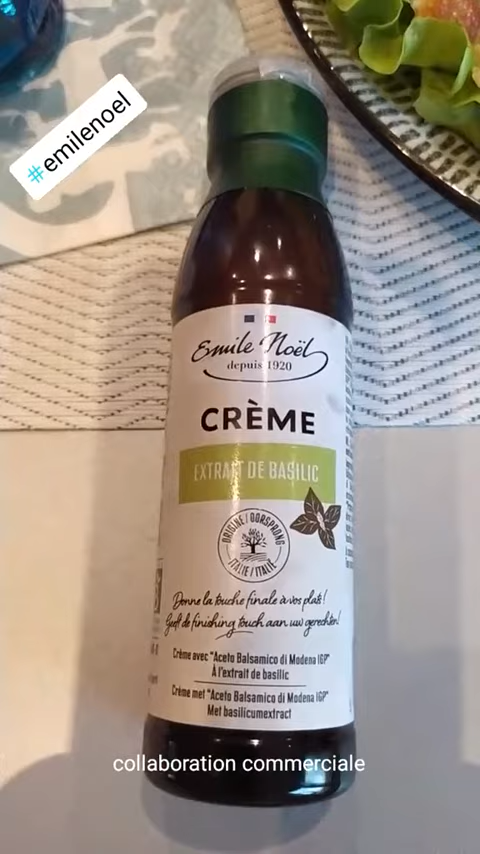 #emilenoel
Emile Noël
depuis 1920
CRÈME
EXTRAIT DE BASILIC
ORIGINE / OORSPRONG
ITALIE / ITALIË
Donne la touche finale à vos plats!
Geeft de finishing touch aan uw gerechten!
Crème avec "Aceto Balsamico di Modena IGP"
À l'extrait de basilic
Crème met "Aceto Balsamico di Modena IGP"
Met basilicumextract
collaboration commerciale